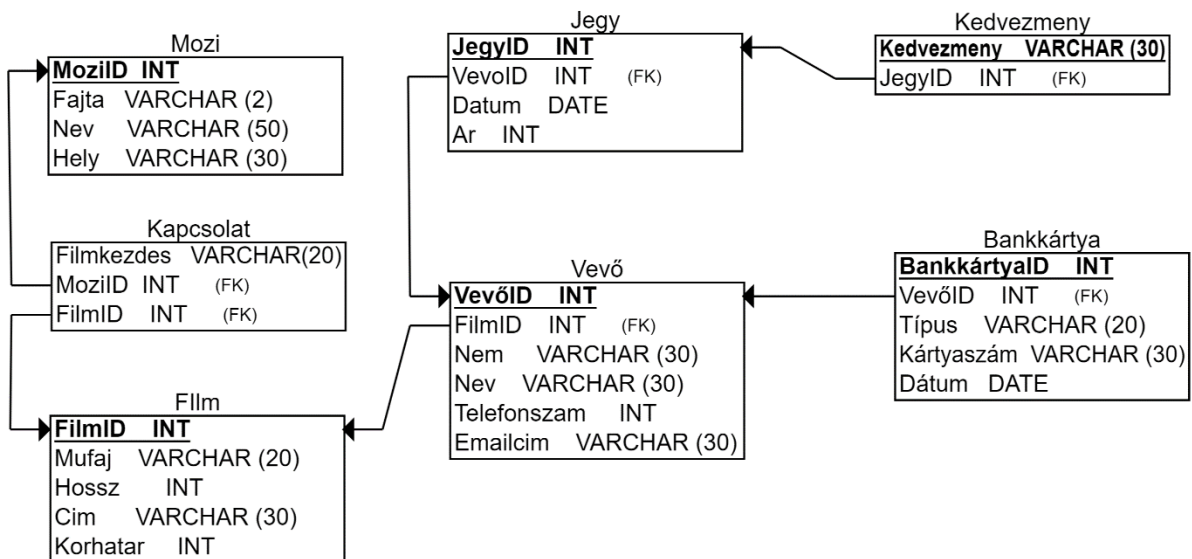 Mozi
MoziID INT
Fajta VARCHAR (2)
Nev VARCHAR (50)
Hely VARCHAR (30)
Kapcsolat
Filmkezdes VARCHAR(20)
MoziID INT (FK)
FilmID INT (FK)
FIlm
FilmID INT
Mufaj VARCHAR (20)
Hossz INT
Cim VARCHAR (30)
Korhatar INT
Jegy
JegyID INT
VevoID INT (FK)
Datum DATE
Ar INT
Vevő
VevőID INT
FilmID INT (FK)
Nem VARCHAR (30)
Nev VARCHAR (30)
Telefonszam INT
Emailcim VARCHAR (30)
Kedvezmeny
Kedvezmeny VARCHAR (30)
JegyID INT (FK)
Bankkártya
BankkártyaID INT
VevőID INT (FK)
Típus VARCHAR (20)
Kártyaszám VARCHAR (30)
Dátum DATE